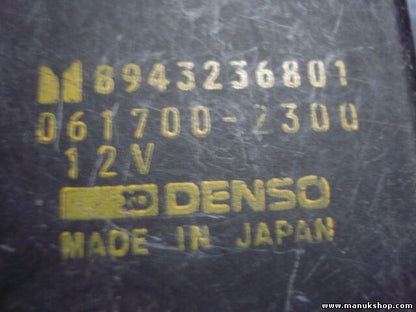 8943236801
061700-2300
12V
DENSO
MADE IN JAPAN
www.manukshop.com